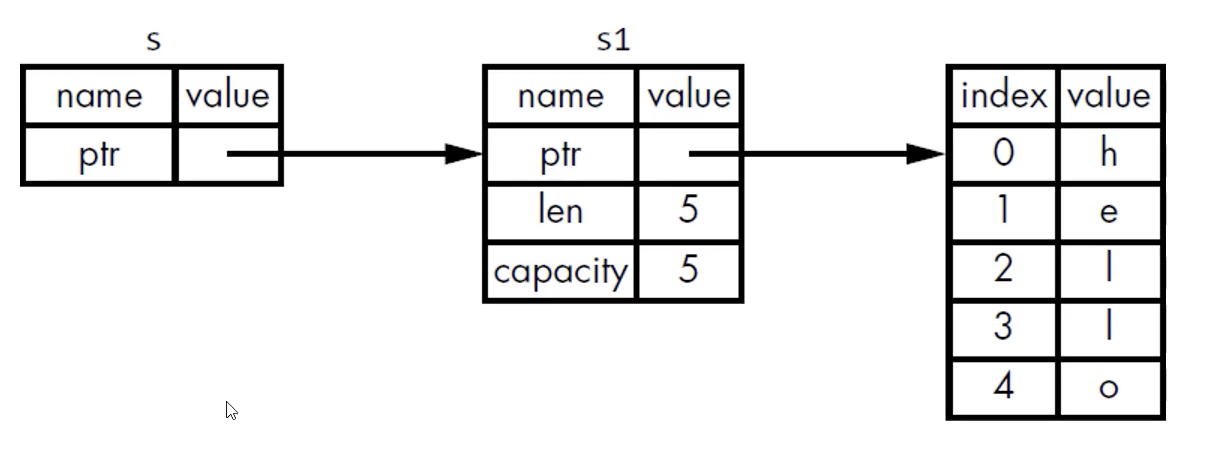 s s1
name value name value index value
ptr ptr 0 h
len 5 1 e
capacity 5 2 l
3 l
4 o